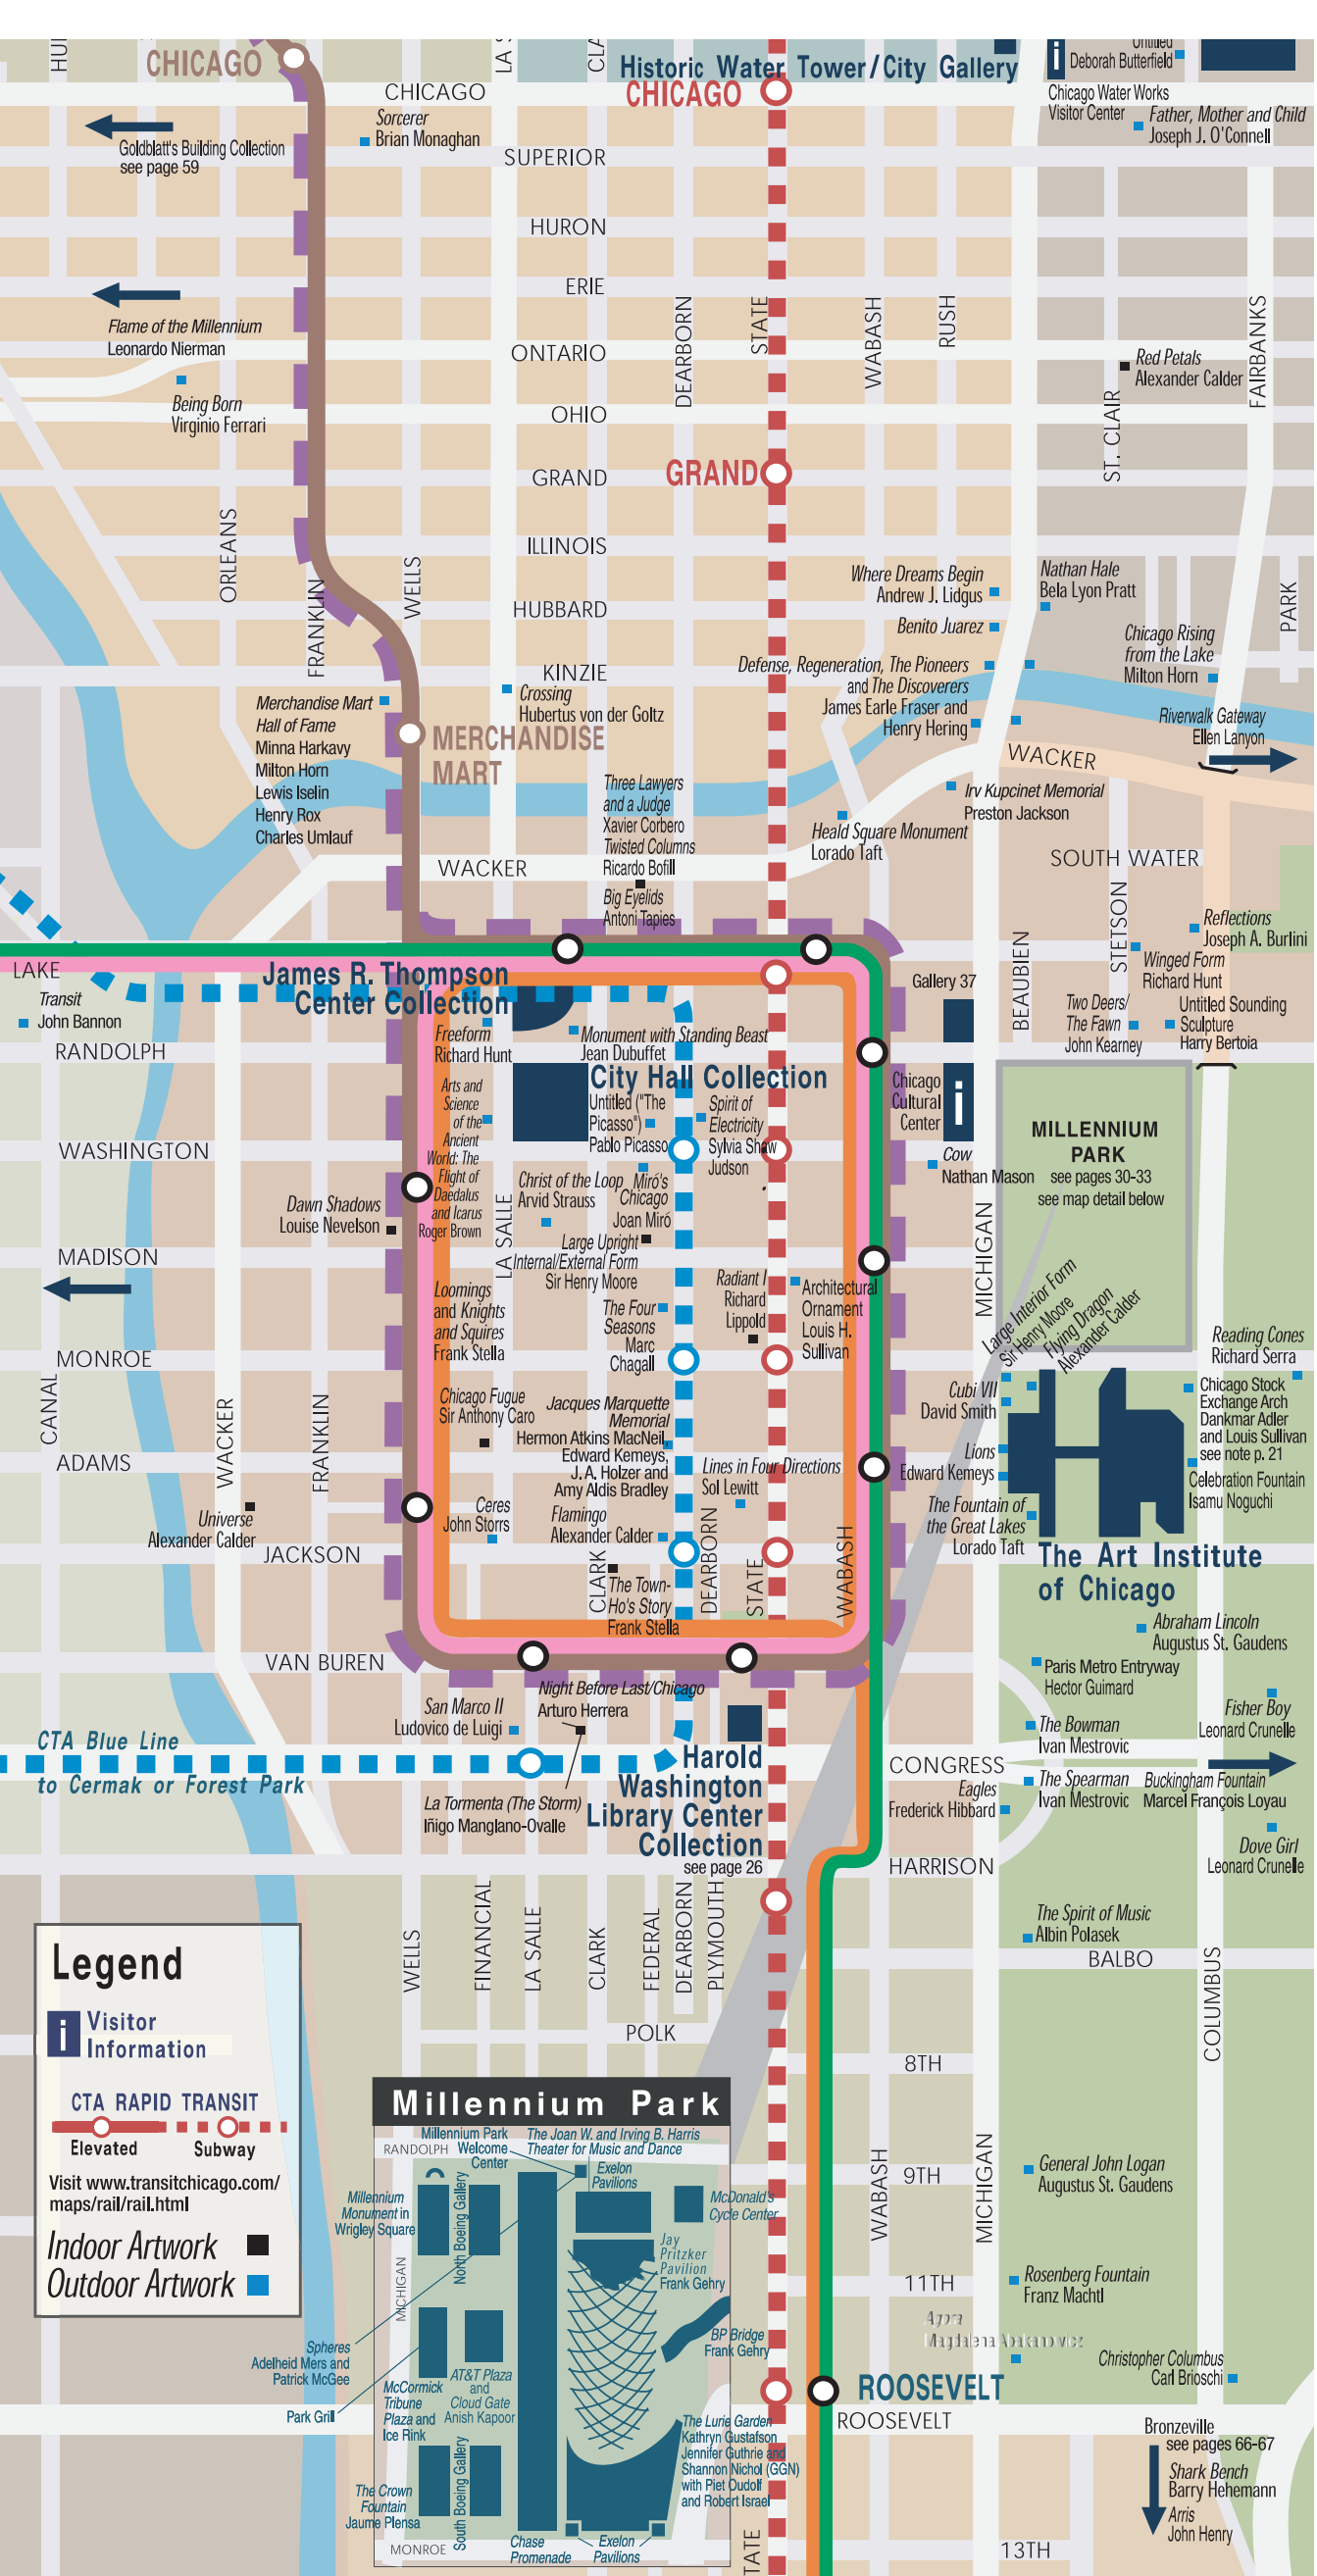 HUI
LA S
CLA
CHICAGO
Historic Water Tower/City Gallery
CHICAGO
CHICAGO
i
Untitled
Deborah Butterfield
Chicago Water Works
Visitor Center
Father, Mother and Child
Joseph J. O'Connell
Sorcerer
Brian Monaghan
Goldblatt's Building Collection
see page 59
SUPERIOR
HURON
ERIE
Flame of the Millennium
Leonardo Nierman
ONTARIO
DEARBORN
STATE
WABASH
RUSH
FAIRBANKS
Red Petals
Alexander Calder
Being Born
Virginio Ferrari
OHIO
ST. CLAIR
GRAND
GRAND
ORLEANS
ILLINOIS
FRANKLIN
WELLS
HUBBARD
Where Dreams Begin
Andrew J. Lidgus
Nathan Hale
Bela Lyon Pratt
PARK
Benito Juarez
Chicago Rising
from the Lake
Milton Horn
KINZIE
Crossing
Hubertus von der Goltz
Defense, Regeneration, The Pioneers
and The Discoverers
James Earle Fraser and
Henry Hering
Merchandise Mart
Hall of Fame
Minna Harkavy
Milton Horn
Lewis Iselin
Henry Rox
Charles Umlauf
MERCHANDISE
MART
Riverwalk Gateway
Ellen Lanyon
WACKER
Irv Kupcinet Memorial
Preston Jackson
Three Lawyers
and a Judge
Xavier Corbero
Twisted Columns
Ricardo Bofill
Big Eyelids
Antoni Tapies
Heald Square Monument
Lorado Taft
WACKER
SOUTH WATER
STETSON
BEAUBIEN
Reflections
Joseph A. Burlini
Winged Form
Richard Hunt
LAKE
Transit
John Bannon
James R. Thompson
Center Collection
Gallery 37
Two Deers/
The Fawn
John Kearney
Untitled Sounding
Sculpture
Harry Bertoia
Freeform
Richard Hunt
Monument with Standing Beast
Jean Dubuffet
RANDOLPH
City Hall Collection
Arts and
Science
of the
Ancient
World: The
Flight of
Daedalus
and Icarus
Roger Brown
Untitled ("The
Picasso")
Pablo Picasso
Spirit of
Electricity
Sylvia Shaw
Judson
Chicago
Cultural
Center
i
MILLENNIUM
PARK
see pages 30-33
see map detail below
WASHINGTON
Cow
Nathan Mason
Christ of the Loop
Arvid Strauss
Miró's
Chicago
Joan Miró
Dawn Shadows
Louise Nevelson
LA SALLE
MICHIGAN
MADISON
Large Upright
Internal/External Form
Sir Henry Moore
Loomings
and Knights
and Squires
Frank Stella
The Four
Seasons
Marc
Chagall
Radiant I
Richard
Lippold
Architectural
Ornament
Louis H.
Sullivan
Large Interior Form
Sir Henry Moore
Flying Dragon
Alexander Calder
MONROE
Reading Cones
Richard Serra
CANAL
WACKER
FRANKLIN
Chicago Fugue
Sir Anthony Caro
Jacques Marquette
Memorial
Hermon Atkins MacNeil,
Edward Kemeys,
J. A. Holzer and
Amy Aldis Bradley
Cubi VII
David Smith
Chicago Stock
Exchange Arch
Dankmar Adler
and Louis Sullivan
see note p. 21
ADAMS
Lines in Four Directions
Sol Lewitt
Lions
Edward Kemeys
Celebration Fountain
Isamu Noguchi
Universe
Alexander Calder
Ceres
John Storrs
Flamingo
Alexander Calder
The Fountain of
the Great Lakes
Lorado Taft
JACKSON
The Art Institute
of Chicago
CLARK
DEARBORN
STATE
WABASH
The Town-
Ho's Story
Frank Stella
Abraham Lincoln
Augustus St. Gaudens
VAN BUREN
Paris Metro Entryway
Hector Guimard
Night Before Last/Chicago
Arturo Herrera
San Marco II
Ludovico de Luigi
Fisher Boy
Leonard Crunelle
The Bowman
Ivan Mestrovic
CTA Blue Line
to Cermak or Forest Park
Harold
Washington
Library Center
Collection
see page 26
CONGRESS
Eagles
Frederick Hibbard
The Spearman
Ivan Mestrovic
Buckingham Fountain
Marcel François Loyau
La Tormenta (The Storm)
Iñigo Manglano-Ovalle
Dove Girl
Leonard Crunelle
HARRISON
WELLS
FINANCIAL
LA SALLE
CLARK
FEDERAL
DEARBORN
PLYMOUTH
The Spirit of Music
Albin Polasek
BALBO
COLUMBUS
Legend
i
Visitor
Information
CTA RAPID TRANSIT
Elevated
Subway
Visit www.transitchicago.com/
maps/rail/rail.html
Indoor Artwork
Outdoor Artwork
POLK
8TH
Millennium Park
RANDOLPH
Millennium Park
Welcome
Center
The Joan W. and Irving B. Harris
Theater for Music and Dance
Exelon
Pavilions
Millennium
Monument in
Wrigley Square
North Boeing Gallery
McDonald's
Cycle Center
Jay
Pritzker
Pavilion
Frank Gehry
MICHIGAN
BP Bridge
Frank Gehry
Spheres
Adelheid Mers and
Patrick McGee
Park Grill
McCormick
Tribune
Plaza and
Ice Rink
AT&T Plaza
and
Cloud Gate
Anish Kapoor
The Lurie Garden
Kathryn Gustafson
Jennifer Guthrie and
Shannon Nichol (GGN)
with Piet Oudolf
and Robert Israel
The Crown
Fountain
Jaume Plensa
South Boeing Gallery
MONROE
Chase
Promenade
Exelon
Pavilions
WABASH
MICHIGAN
9TH
General John Logan
Augustus St. Gaudens
11TH
Rosenberg Fountain
Franz Machtl
Agora
Magdalena Abakanowicz
Christopher Columbus
Carl Brioschi
ROOSEVELT
ROOSEVELT
Bronzeville
see pages 66-67
Shark Bench
Barry Hehemann
Arris
John Henry
TATE
13TH